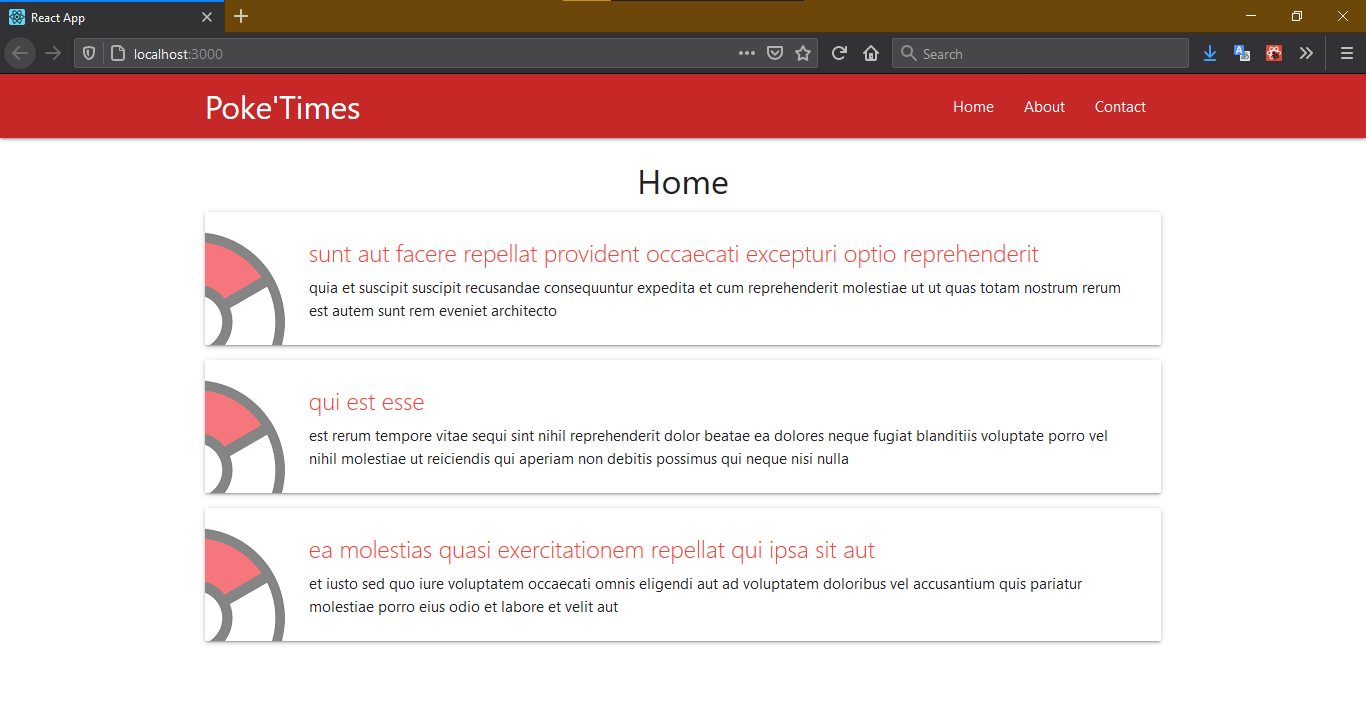 React App
localhost:3000
Search
Poke'Times
Home
About
Contact
Home
sunt aut facere repellat provident occaecati excepturi optio reprehenderit
quia et suscipit suscipit recusandae consequuntur expedita et cum reprehenderit molestiae ut ut quas totam nostrum rerum
est autem sunt rem eveniet architecto
qui est esse
est rerum tempore vitae sequi sint nihil reprehenderit dolor beatae ea dolores neque fugiat blanditiis voluptate porro vel
nihil molestiae ut reiciendis qui aperiam non debitis possimus qui neque nisi nulla
ea molestias quasi exercitationem repellat qui ipsa sit aut
et iusto sed quo iure voluptatem occaecati omnis eligendi aut ad voluptatem doloribus vel accusantium quis pariatur
molestiae porro eius odio et labore et velit aut